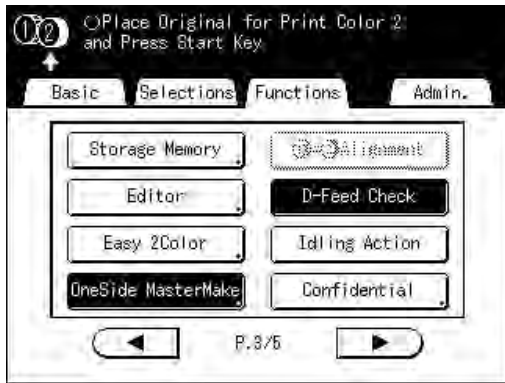 ①② ○Place Original for Print Color 2
and Press Start Key
Basic Selections Functions Admin.
Storage Memory
Editor D-Feed Check
Easy 2Color Idling Action
OneSide MasterMake Confidential
P.3/5